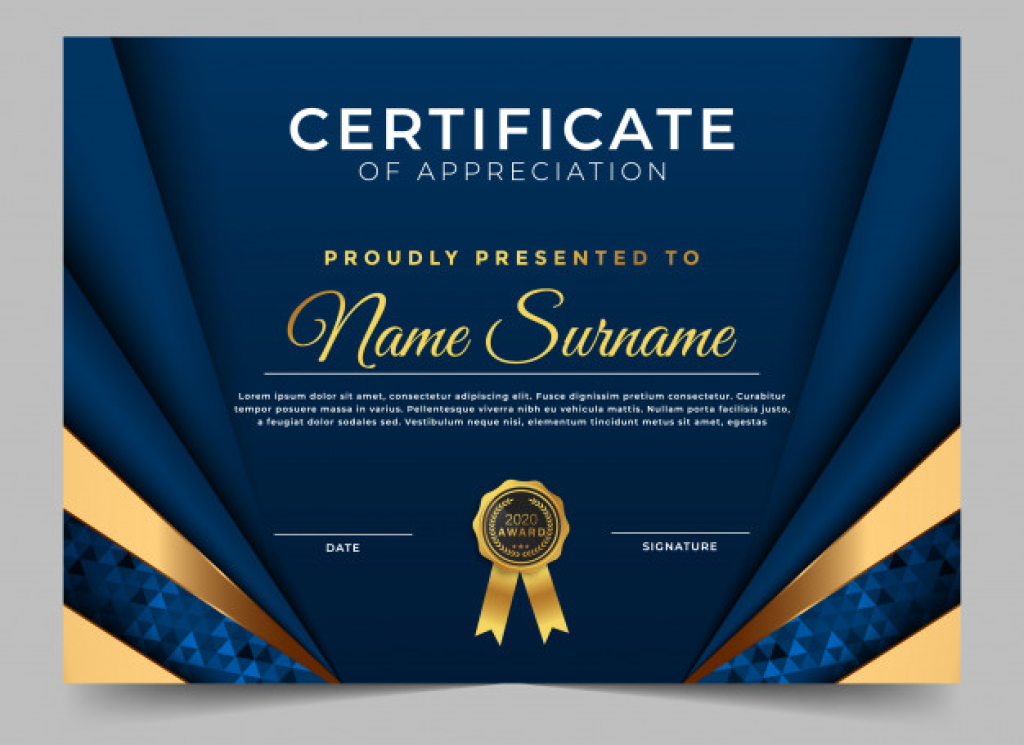 CERTIFICATE
OF APPRECIATION
PROUDLY PRESENTED TO
Name Surname
Lorem ipsum dolor sit amet, consectetur adipiscing elit. Fusce dignissim pretium consectetur. Curabitur
tempor posuere massa in varius. Pellentesque viverra nibh eu vehicula mattis. Nullam porta facilisis justo,
a feugiat dolor sodales sed. Vestibulum neque nisi, elementum tincidunt metus sit amet, egestas
2020
AWARD
DATE
SIGNATURE